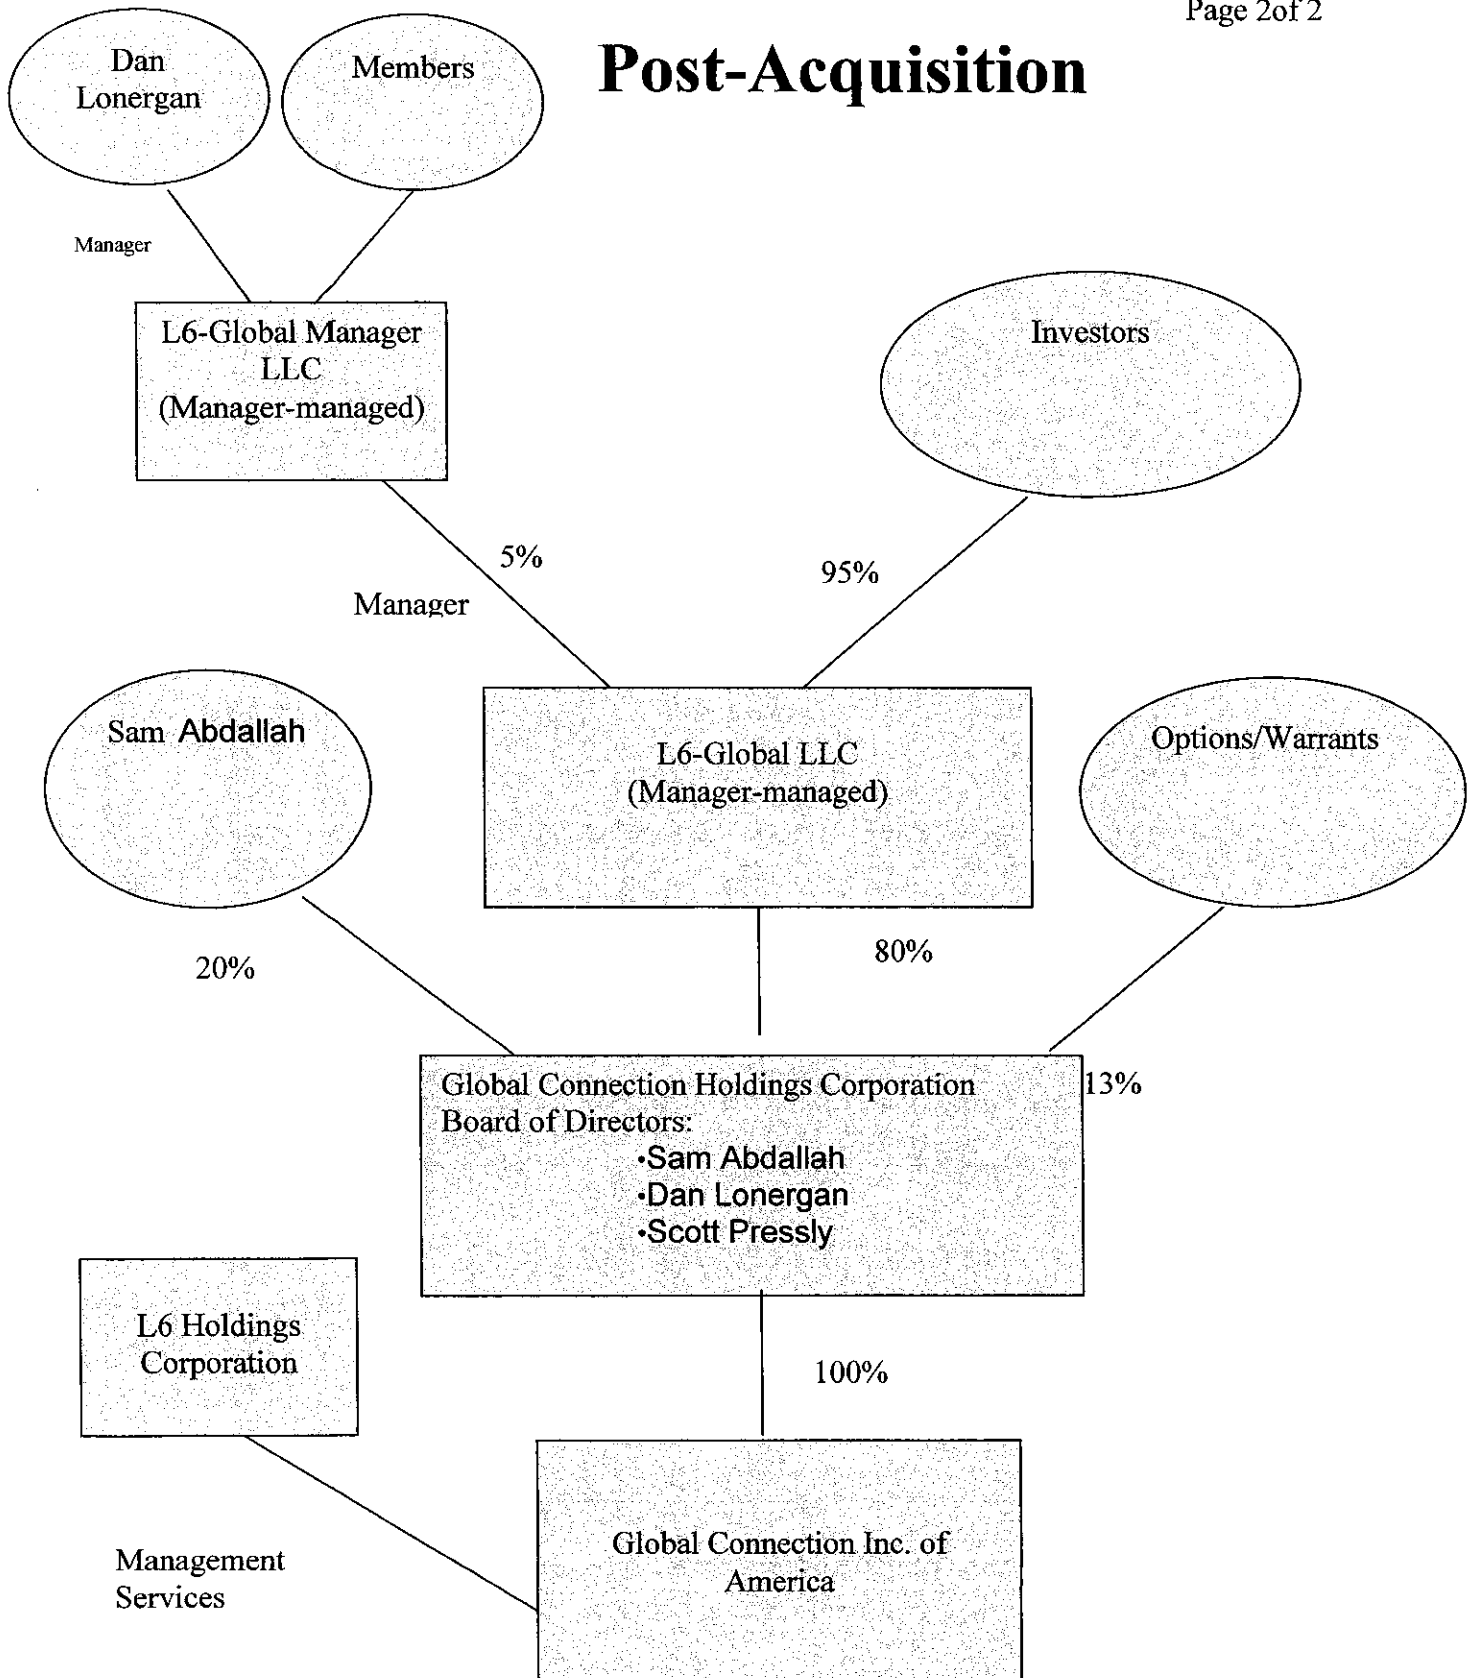 Page 2of 2
Post-Acquisition
Dan
Lonergan
Members
Manager
L6-Global Manager
LLC
(Manager-managed)
Investors
5%
95%
Manager
Sam Abdallah
L6-Global LLC
(Manager-managed)
Options/Warrants
20%
80%
Global Connection Holdings Corporation
Board of Directors:
•Sam Abdallah
•Dan Lonergan
•Scott Pressly
13%
L6 Holdings
Corporation
100%
Global Connection Inc. of
America
Management
Services